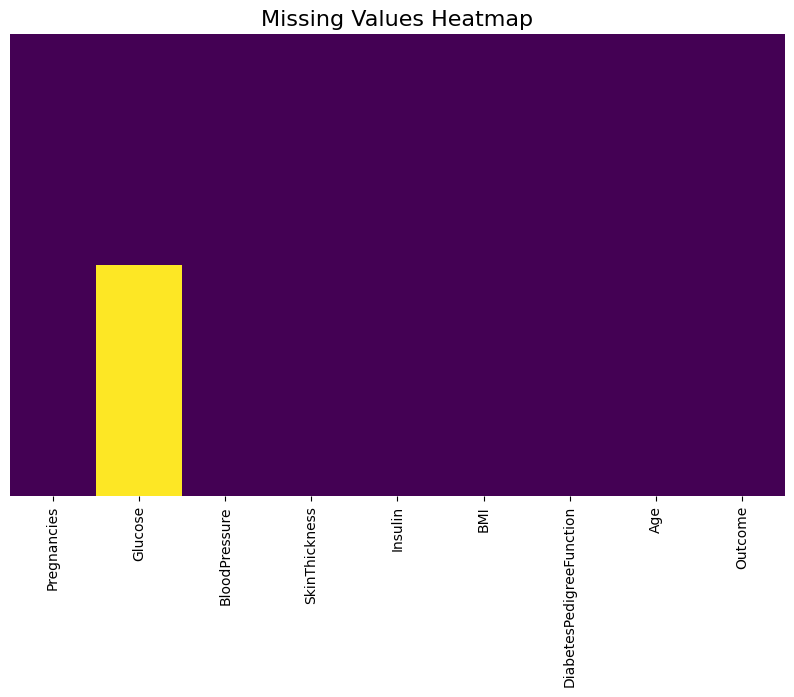 Missing Values Heatmap
Pregnancies
Glucose
BloodPressure
SkinThickness
Insulin
BMI
DiabetesPedigreeFunction
Age
Outcome